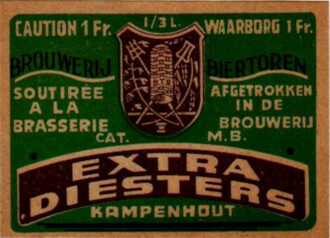 CAUTION 1 Fr. 1/3 L. WAARBORG 1 Fr.
BROUWERIJ BIERTOREN
SOUTIRÉE AFGETROKKEN
A LA IN DE
BRASSERIE BROUWERIJ
CAT. M.B.
EXTRA
DIESTERS
KAMPENHOUT